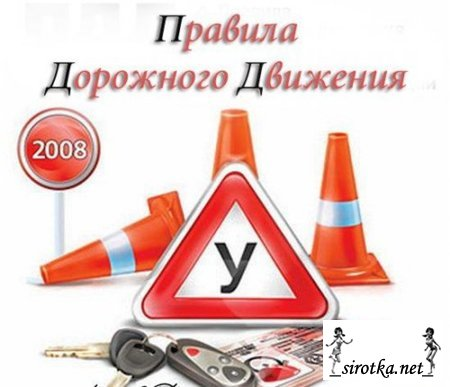 Правила
Дорожного Движения
2008
У
sirotka.net